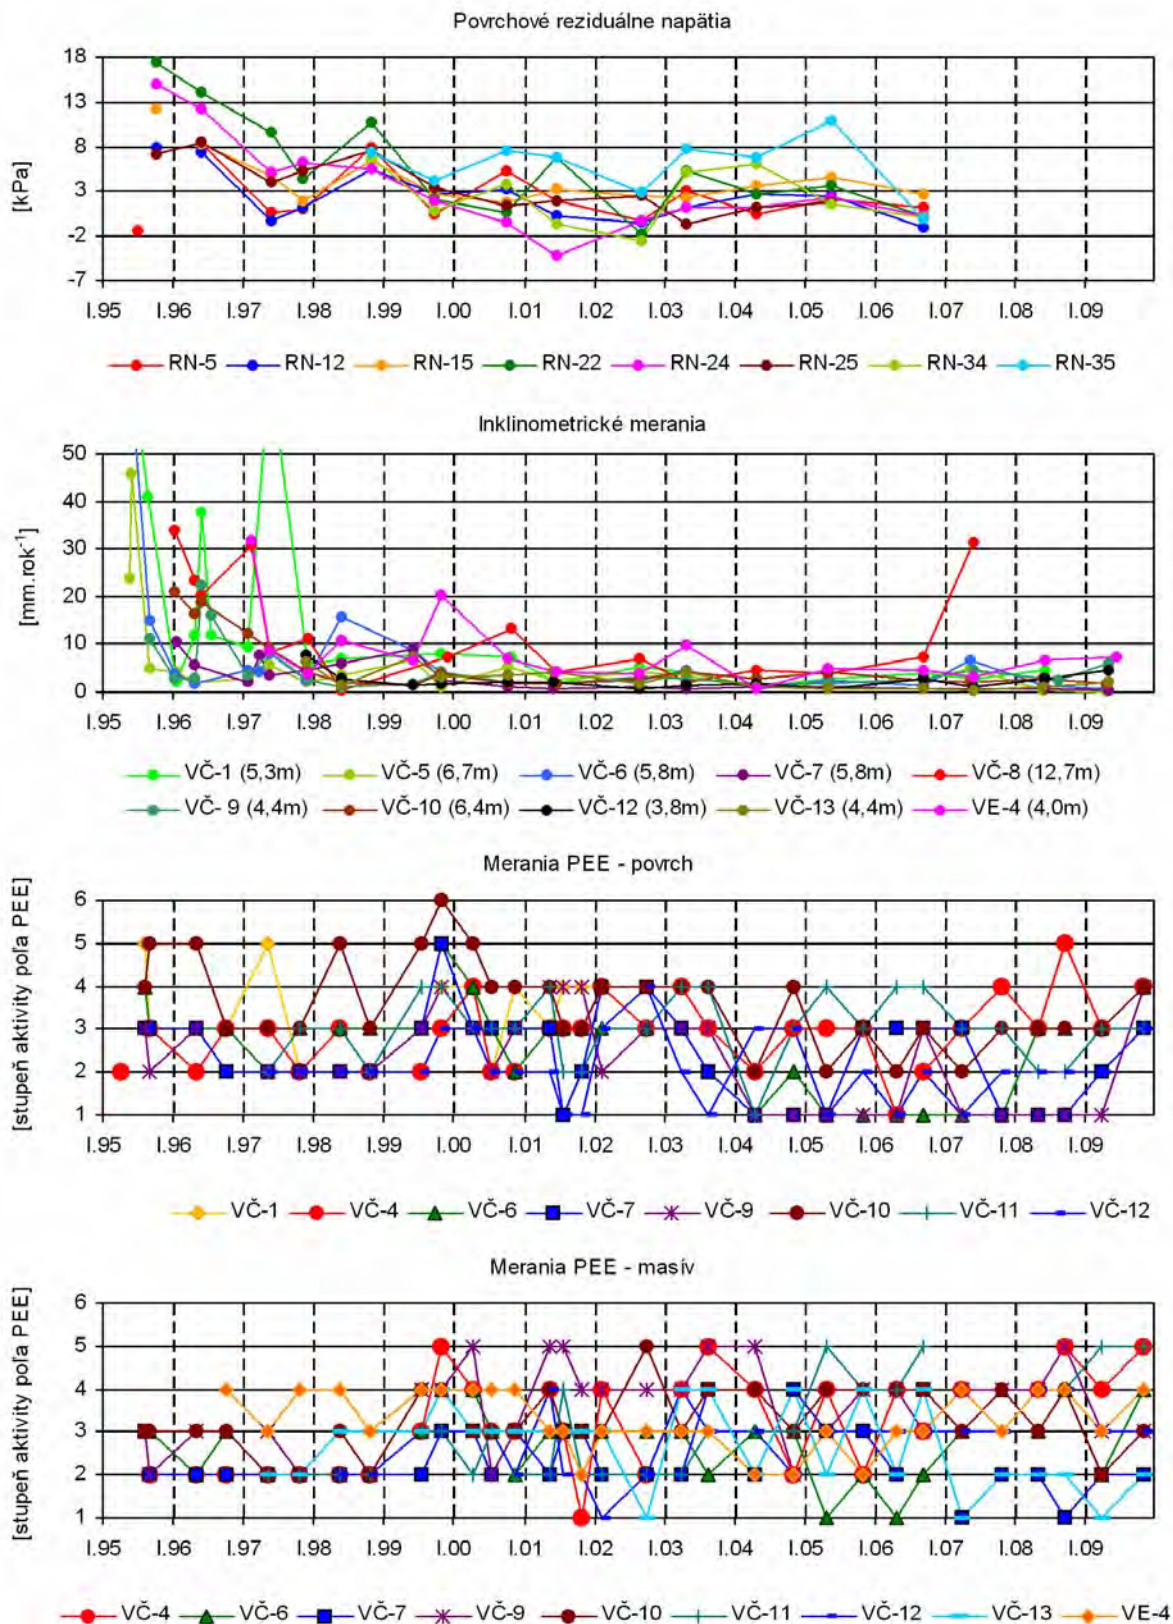 Povrchové reziduálne napätia
[kPa]
18
13
8
3
-2
-7
I.95 I.96 I.97 I.98 I.99 I.00 I.01 I.02 I.03 I.04 I.05 I.06 I.07 I.08 I.09
RN-5 RN-12 RN-15 RN-22 RN-24 RN-25 RN-34 RN-35
Inklinometrické merania
[mm.rok⁻¹]
50
40
30
20
10
0
I.95 I.96 I.97 I.98 I.99 I.00 I.01 I.02 I.03 I.04 I.05 I.06 I.07 I.08 I.09
VČ-1 (5,3m) VČ-5 (6,7m) VČ-6 (5,8m) VČ-7 (5,8m) VČ-8 (12,7m)
VČ- 9 (4,4m) VČ-10 (6,4m) VČ-12 (3,8m) VČ-13 (4,4m) VE-4 (4,0m)
Merania PEE - povrch
[stupeň aktivity poľa PEE]
6
5
4
3
2
1
I.95 I.96 I.97 I.98 I.99 I.00 I.01 I.02 I.03 I.04 I.05 I.06 I.07 I.08 I.09
VČ-1 VČ-4 VČ-6 VČ-7 VČ-9 VČ-10 VČ-11 VČ-12
Merania PEE - masív
[stupeň aktivity poľa PEE]
6
5
4
3
2
1
I.95 I.96 I.97 I.98 I.99 I.00 I.01 I.02 I.03 I.04 I.05 I.06 I.07 I.08 I.09
VČ-4 VČ-6 VČ-7 VČ-9 VČ-10 VČ-11 VČ-12 VČ-13 VE-4